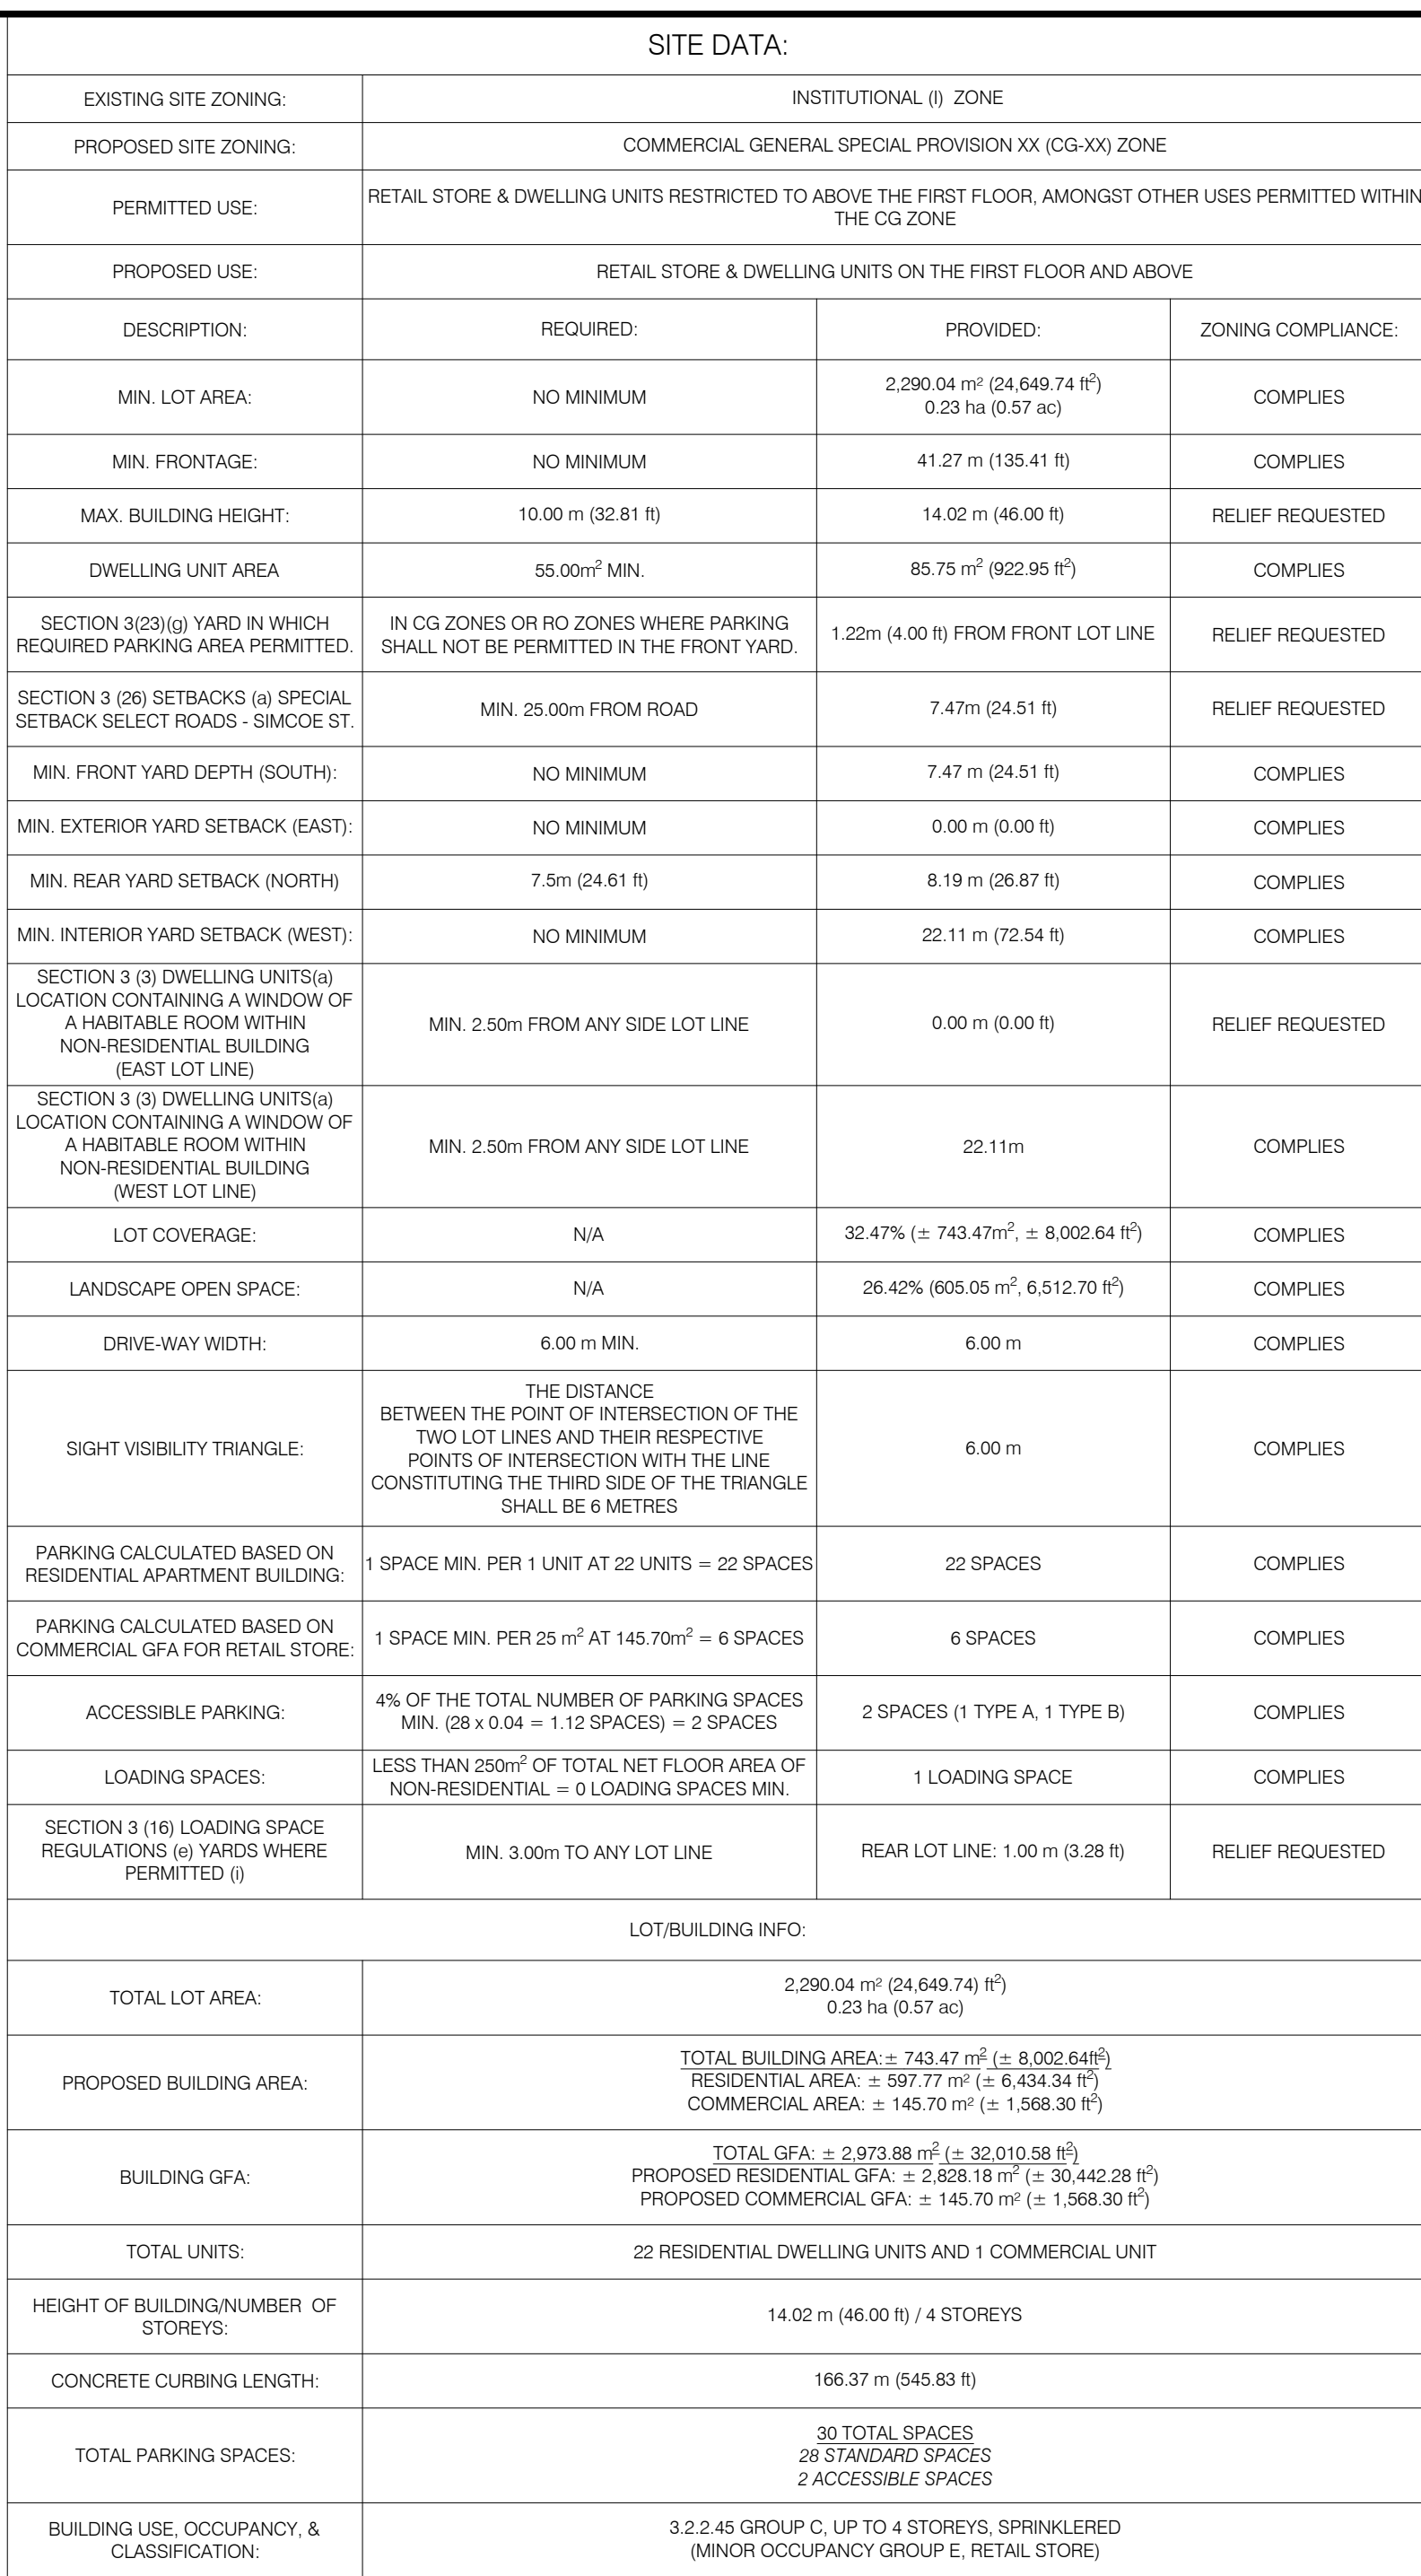 SITE DATA:
EXISTING SITE ZONING:
INSTITUTIONAL (I) ZONE
PROPOSED SITE ZONING:
COMMERCIAL GENERAL SPECIAL PROVISION XX (CG-XX) ZONE
PERMITTED USE:
RETAIL STORE & DWELLING UNITS RESTRICTED TO ABOVE THE FIRST FLOOR, AMONGST OTHER USES PERMITTED WITHIN
THE CG ZONE
PROPOSED USE:
RETAIL STORE & DWELLING UNITS ON THE FIRST FLOOR AND ABOVE
DESCRIPTION:
REQUIRED:
PROVIDED:
ZONING COMPLIANCE:
MIN. LOT AREA:
NO MINIMUM
2,290.04 m² (24,649.74 ft²)
0.23 ha (0.57 ac)
COMPLIES
MIN. FRONTAGE:
NO MINIMUM
41.27 m (135.41 ft)
COMPLIES
MAX. BUILDING HEIGHT:
10.00 m (32.81 ft)
14.02 m (46.00 ft)
RELIEF REQUESTED
DWELLING UNIT AREA
55.00m² MIN.
85.75 m² (922.95 ft²)
COMPLIES
SECTION 3(23)(g) YARD IN WHICH
REQUIRED PARKING AREA PERMITTED.
IN CG ZONES OR RO ZONES WHERE PARKING
SHALL NOT BE PERMITTED IN THE FRONT YARD.
1.22m (4.00 ft) FROM FRONT LOT LINE
RELIEF REQUESTED
SECTION 3 (26) SETBACKS (a) SPECIAL
SETBACK SELECT ROADS - SIMCOE ST.
MIN. 25.00m FROM ROAD
7.47m (24.51 ft)
RELIEF REQUESTED
MIN. FRONT YARD DEPTH (SOUTH):
NO MINIMUM
7.47 m (24.51 ft)
COMPLIES
MIN. EXTERIOR YARD SETBACK (EAST):
NO MINIMUM
0.00 m (0.00 ft)
COMPLIES
MIN. REAR YARD SETBACK (NORTH)
7.5m (24.61 ft)
8.19 m (26.87 ft)
COMPLIES
MIN. INTERIOR YARD SETBACK (WEST):
NO MINIMUM
22.11 m (72.54 ft)
COMPLIES
SECTION 3 (3) DWELLING UNITS(a)
LOCATION CONTAINING A WINDOW OF
A HABITABLE ROOM WITHIN
NON-RESIDENTIAL BUILDING
(EAST LOT LINE)
MIN. 2.50m FROM ANY SIDE LOT LINE
0.00 m (0.00 ft)
RELIEF REQUESTED
SECTION 3 (3) DWELLING UNITS(a)
LOCATION CONTAINING A WINDOW OF
A HABITABLE ROOM WITHIN
NON-RESIDENTIAL BUILDING
(WEST LOT LINE)
MIN. 2.50m FROM ANY SIDE LOT LINE
22.11m
COMPLIES
LOT COVERAGE:
N/A
32.47% (± 743.47m², ± 8,002.64 ft²)
COMPLIES
LANDSCAPE OPEN SPACE:
N/A
26.42% (605.05 m², 6,512.70 ft²)
COMPLIES
DRIVE-WAY WIDTH:
6.00 m MIN.
6.00 m
COMPLIES
SIGHT VISIBILITY TRIANGLE:
THE DISTANCE
BETWEEN THE POINT OF INTERSECTION OF THE
TWO LOT LINES AND THEIR RESPECTIVE
POINTS OF INTERSECTION WITH THE LINE
CONSTITUTING THE THIRD SIDE OF THE TRIANGLE
SHALL BE 6 METRES
6.00 m
COMPLIES
PARKING CALCULATED BASED ON
RESIDENTIAL APARTMENT BUILDING:
1 SPACE MIN. PER 1 UNIT AT 22 UNITS = 22 SPACES
22 SPACES
COMPLIES
PARKING CALCULATED BASED ON
COMMERCIAL GFA FOR RETAIL STORE:
1 SPACE MIN. PER 25 m² AT 145.70m² = 6 SPACES
6 SPACES
COMPLIES
ACCESSIBLE PARKING:
4% OF THE TOTAL NUMBER OF PARKING SPACES
MIN. (28 x 0.04 = 1.12 SPACES) = 2 SPACES
2 SPACES (1 TYPE A, 1 TYPE B)
COMPLIES
LOADING SPACES:
LESS THAN 250m² OF TOTAL NET FLOOR AREA OF
NON-RESIDENTIAL = 0 LOADING SPACES MIN.
1 LOADING SPACE
COMPLIES
SECTION 3 (16) LOADING SPACE
REGULATIONS (e) YARDS WHERE
PERMITTED (i)
MIN. 3.00m TO ANY LOT LINE
REAR LOT LINE: 1.00 m (3.28 ft)
RELIEF REQUESTED
LOT/BUILDING INFO:
TOTAL LOT AREA:
2,290.04 m² (24,649.74) ft²)
0.23 ha (0.57 ac)
PROPOSED BUILDING AREA:
TOTAL BUILDING AREA:± 743.47 m² (± 8,002.64ft²)
RESIDENTIAL AREA: ± 597.77 m² (± 6,434.34 ft²)
COMMERCIAL AREA: ± 145.70 m² (± 1,568.30 ft²)
BUILDING GFA:
TOTAL GFA: ± 2,973.88 m² (± 32,010.58 ft²)
PROPOSED RESIDENTIAL GFA: ± 2,828.18 m² (± 30,442.28 ft²)
PROPOSED COMMERCIAL GFA: ± 145.70 m² (± 1,568.30 ft²)
TOTAL UNITS:
22 RESIDENTIAL DWELLING UNITS AND 1 COMMERCIAL UNIT
HEIGHT OF BUILDING/NUMBER OF
STOREYS:
14.02 m (46.00 ft) / 4 STOREYS
CONCRETE CURBING LENGTH:
166.37 m (545.83 ft)
TOTAL PARKING SPACES:
30 TOTAL SPACES
28 STANDARD SPACES
2 ACCESSIBLE SPACES
BUILDING USE, OCCUPANCY, &
CLASSIFICATION:
3.2.2.45 GROUP C, UP TO 4 STOREYS, SPRINKLERED
(MINOR OCCUPANCY GROUP E, RETAIL STORE)